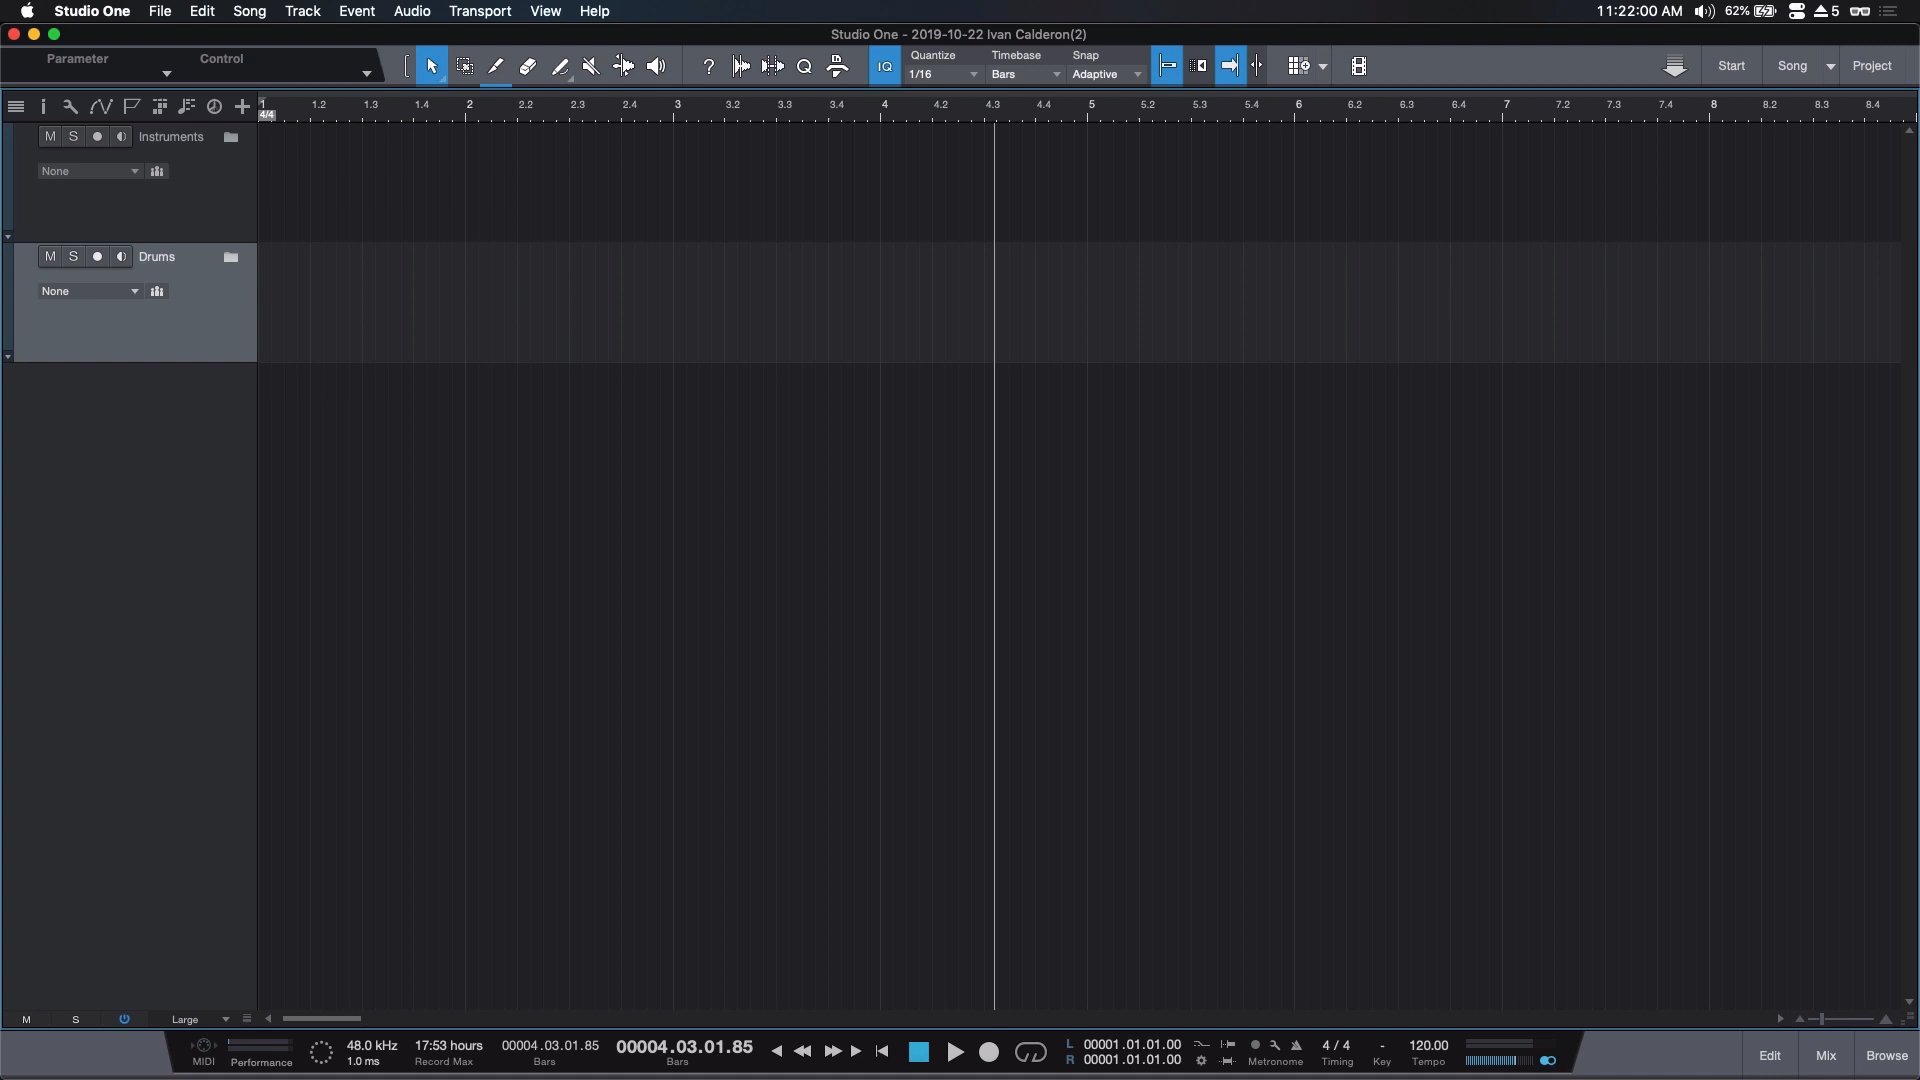 Studio One File Edit Song Track Event Audio Transport View Help 11:22:00 AM 62% 5
Studio One - 2019-10-22 Ivan Calderon(2)
Parameter Control
? Q IQ
Quantize Timebase Snap
1/16 Bars Adaptive
Start Song Project
1 1.2 1.3 1.4 2 2.2 2.3 2.4 3 3.2 3.3 3.4 4 4.2 4.3 4.4 5 5.2 5.3 5.4 6 6.2 6.3 6.4 7 7.2 7.3 7.4 8 8.2 8.3 8.4
4/4
M S Instruments
None
M S Drums
None
M S Large
MIDI Performance
48.0 kHz 17:53 hours 00004.03.01.85 00004.03.01.85
1.0 ms Record Max Bars Bars
L 00001.01.01.00
R 00001.01.01.00
4 / 4 - 120.00
Metronome Timing Key Tempo
Edit Mix Browse